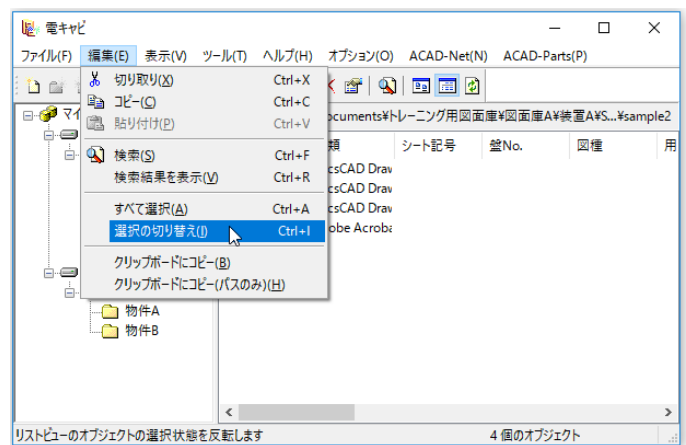 電キャビ
ファイル(F) 編集(E) 表示(V) ツール(T) ヘルプ(H) オプション(O) ACAD-Net(N) ACAD-Parts(P)
切り取り(X) Ctrl+X
コピー(C) Ctrl+C
貼り付け(P) Ctrl+V
検索(S) Ctrl+F
検索結果を表示(V) Ctrl+R
すべて選択(A) Ctrl+A
選択の切り替え(I) Ctrl+I
クリップボードにコピー(B)
クリップボードにコピー(パスのみ)(H)
マイ
ocuments¥トレーニング用図面庫¥図面庫A¥装置A¥S...¥sample2
類 シート記号 盤No. 図種 用
csCAD Draw
csCAD Draw
csCAD Draw
obe Acroba
物件A
物件B
リストビューのオブジェクトの選択状態を反転します 4 個のオブジェクト